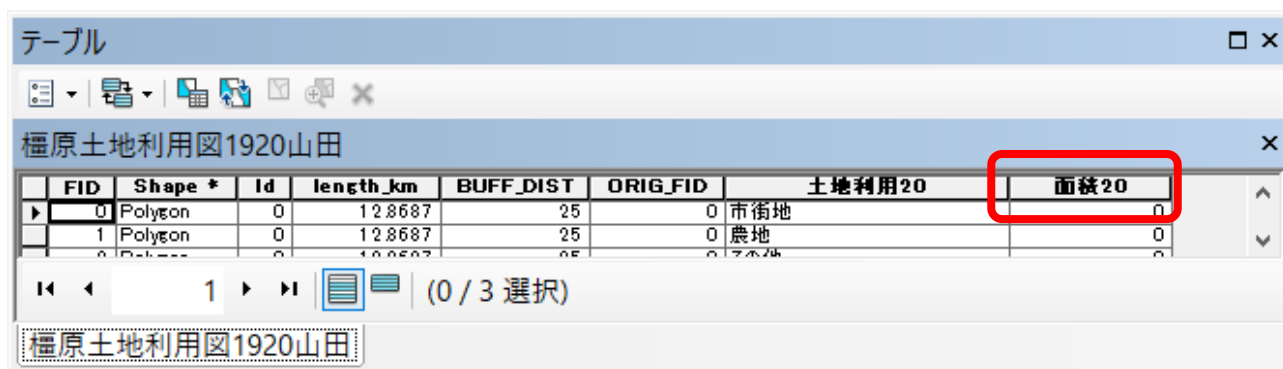 テーブル
橿原土地利用図1920山田
FID Shape * Id length_km BUFF_DIST ORIG_FID 土地利用20 面積20
0 Polygon 0 12.8687 25 0 市街地 0
1 Polygon 0 12.8687 25 0 農地 0
1 (0 / 3 選択)
橿原土地利用図1920山田